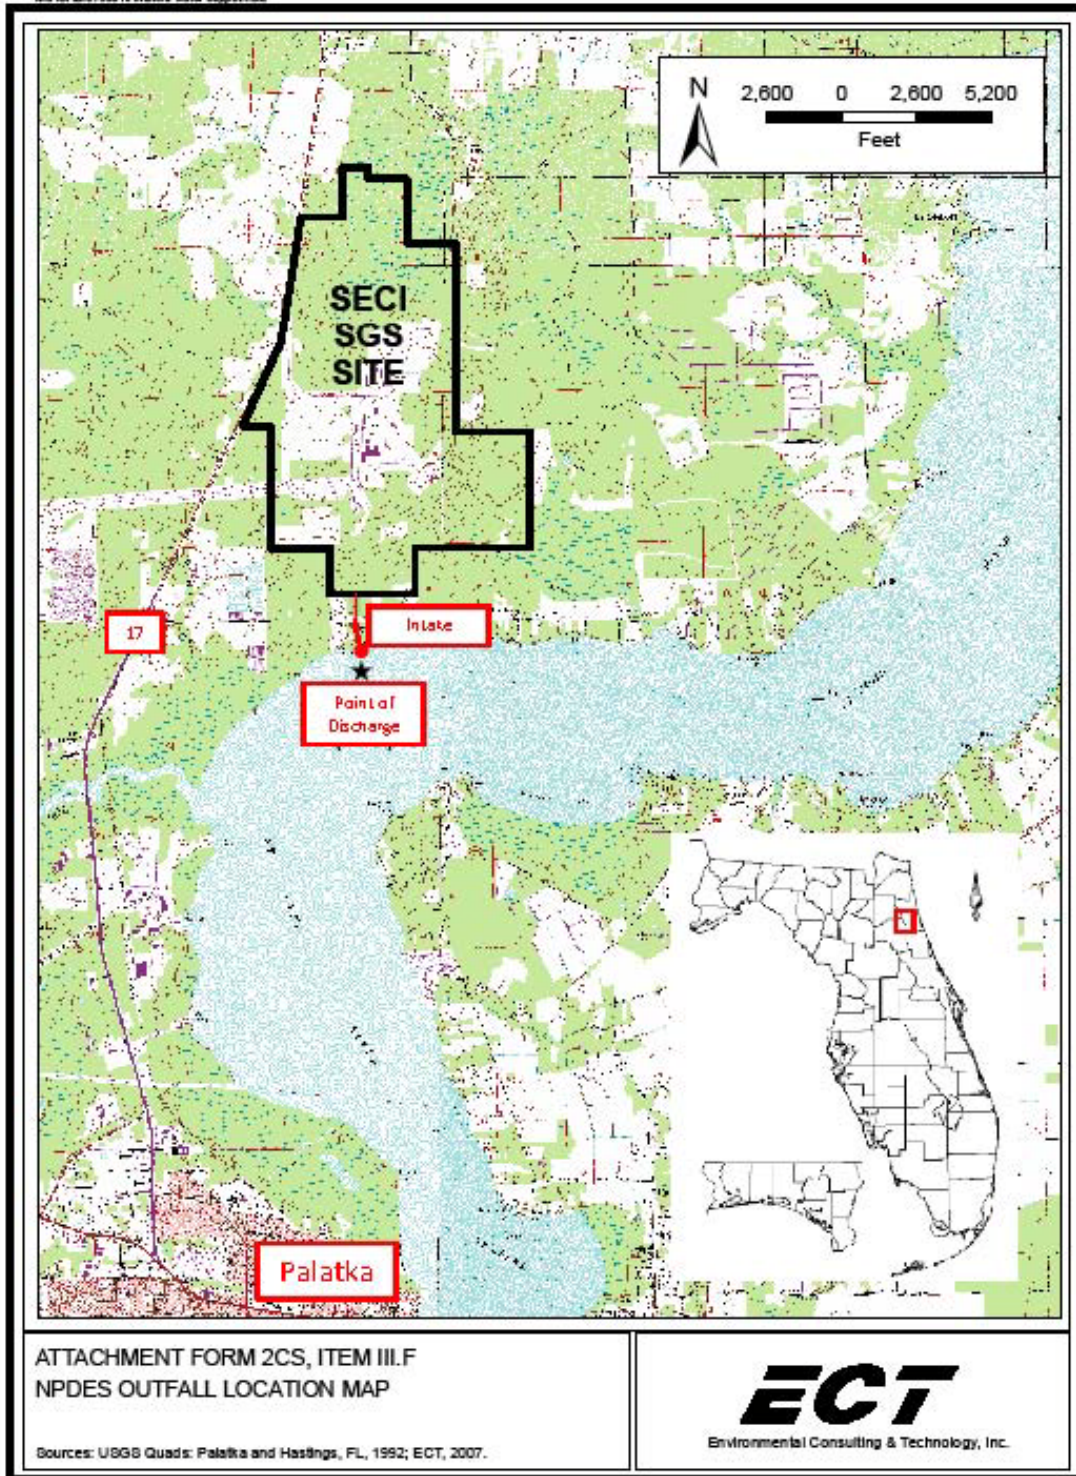 N
2,600 0 2,600 5,200
Feet
SECI
SGS
SITE
17
Intake
Point of
Discharge
Palatka
ATTACHMENT FORM 2CS, ITEM III.F
NPDES OUTFALL LOCATION MAP
Sources: USGS Quads: Palatka and Hastings, FL, 1992; ECT, 2007.
ECT
Environmental Consulting & Technology, Inc.